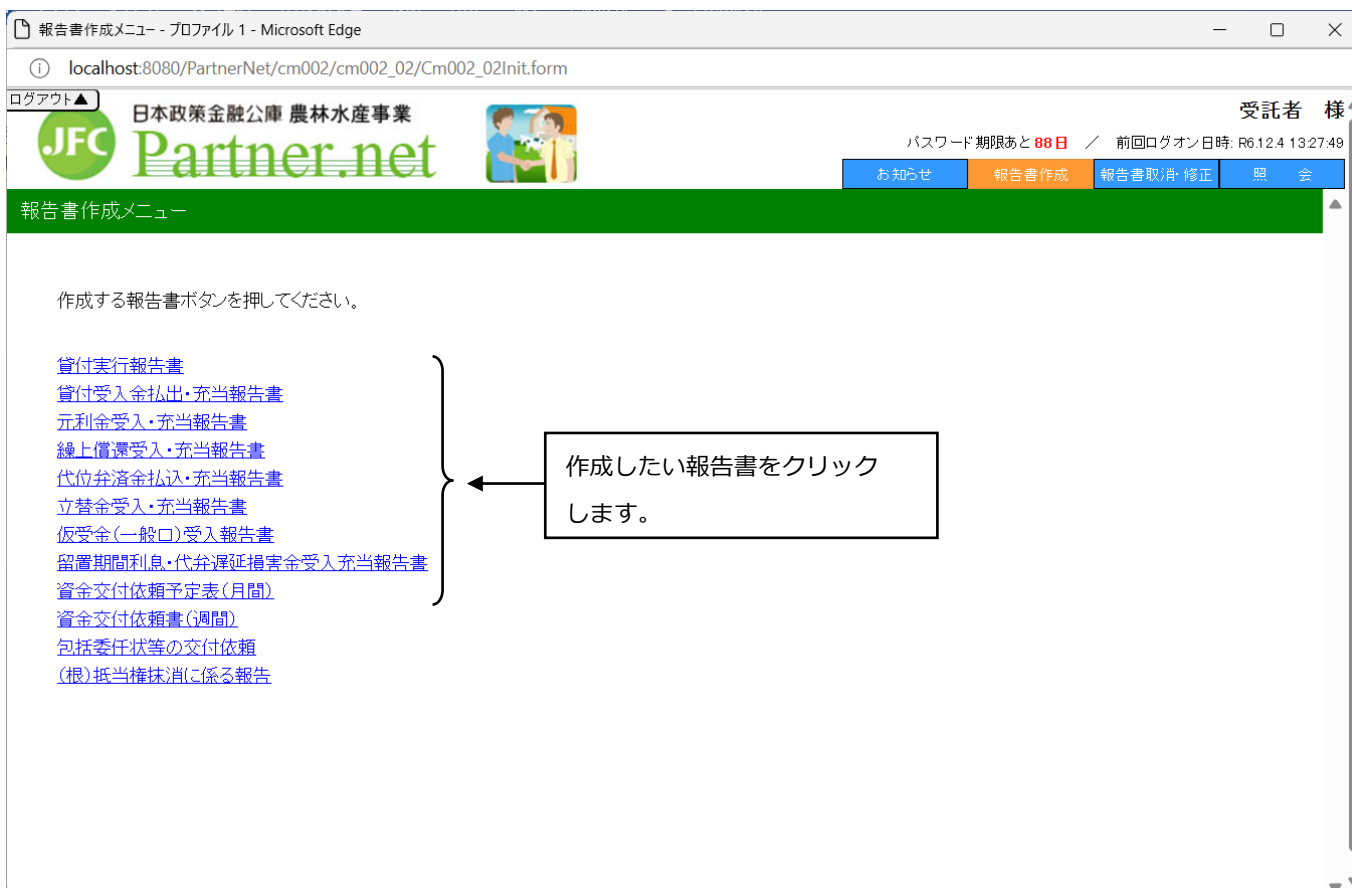 報告書作成メニュー - プロファイル 1 - Microsoft Edge
localhost:8080/PartnerNet/cm002/cm002_02/Cm002_02Init.form
ログアウト▲
JFC
日本政策金融公庫 農林水産事業
Partner.net
受託者 様
パスワード期限あと88日 ／ 前回ログオン日時: R6.12.4 13:27:49
お知らせ 報告書作成 報告書取消・修正 照 会
報告書作成メニュー
作成する報告書ボタンを押してください。
貸付実行報告書
貸付受入金払出・充当報告書
元利金受入・充当報告書
繰上償還受入・充当報告書
代位弁済金払込・充当報告書
立替金受入・充当報告書
仮受金(一般口)受入報告書
留置期間利息・代弁遅延損害金受入充当報告書
資金交付依頼予定表(月間)
資金交付依頼書(週間)
包括委任状等の交付依頼
(根)抵当権抹消に係る報告
作成したい報告書をクリック
します。